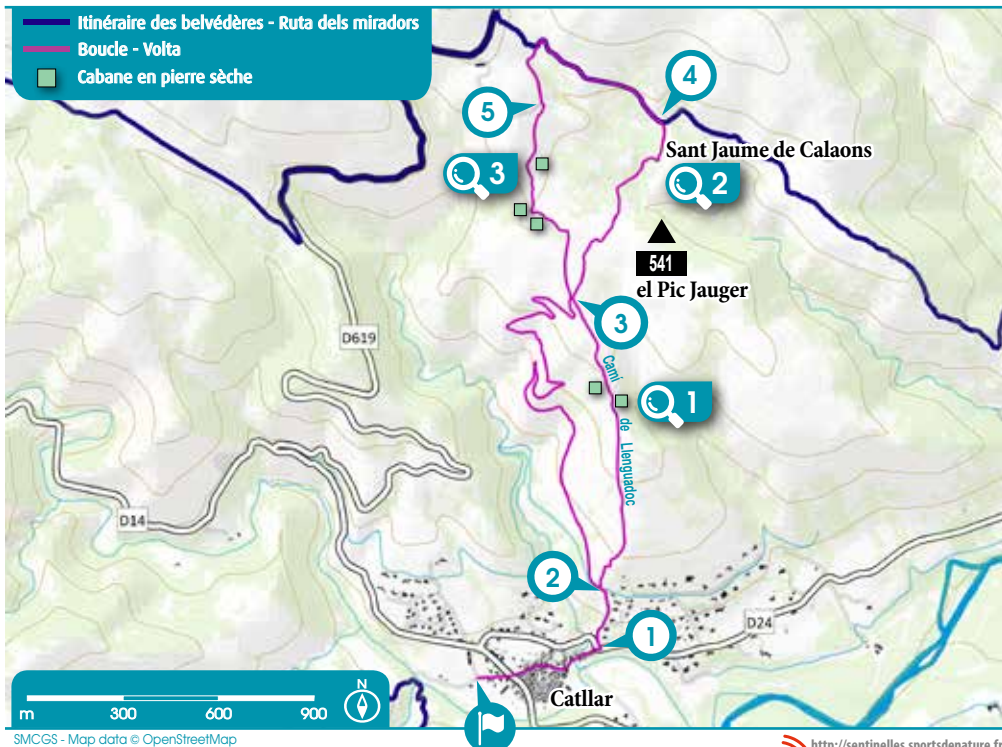 Itinéraire des belvédères - Ruta dels miradors
Boucle - Volta
Cabane en pierre sèche
4
5
Sant Jaume de Calaons
3
2
541
el Pic Jauger
3
D619
Cami de Llenguadoc
1
D14
2
1
D24
Catllar
N
m 300 600 900
SMCGS - Map data © OpenStreetMap
http://sentinelles.sportsdenature.fr